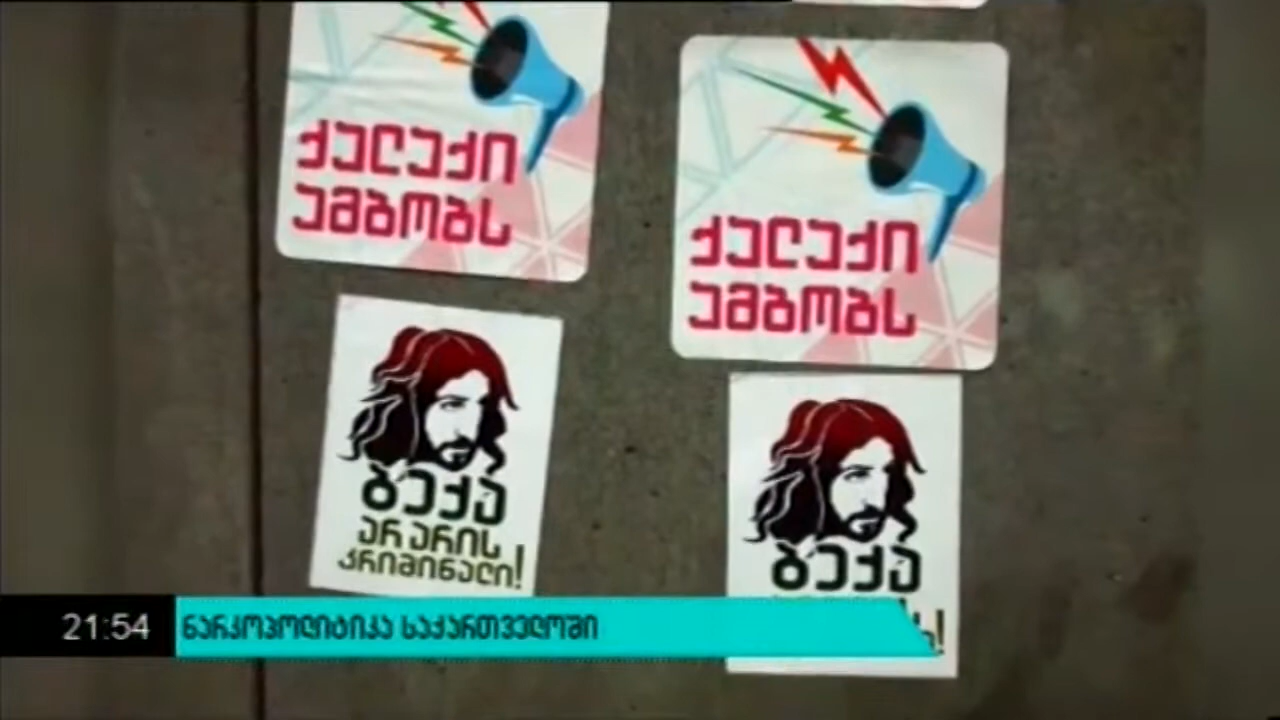 ქალაქი
ამბობს
ქალაქი
ამბობს
ბექა
არ არის
კრიმინალი!
ბექა
21:54
ნარკოპოლიტიკა საქართველოში